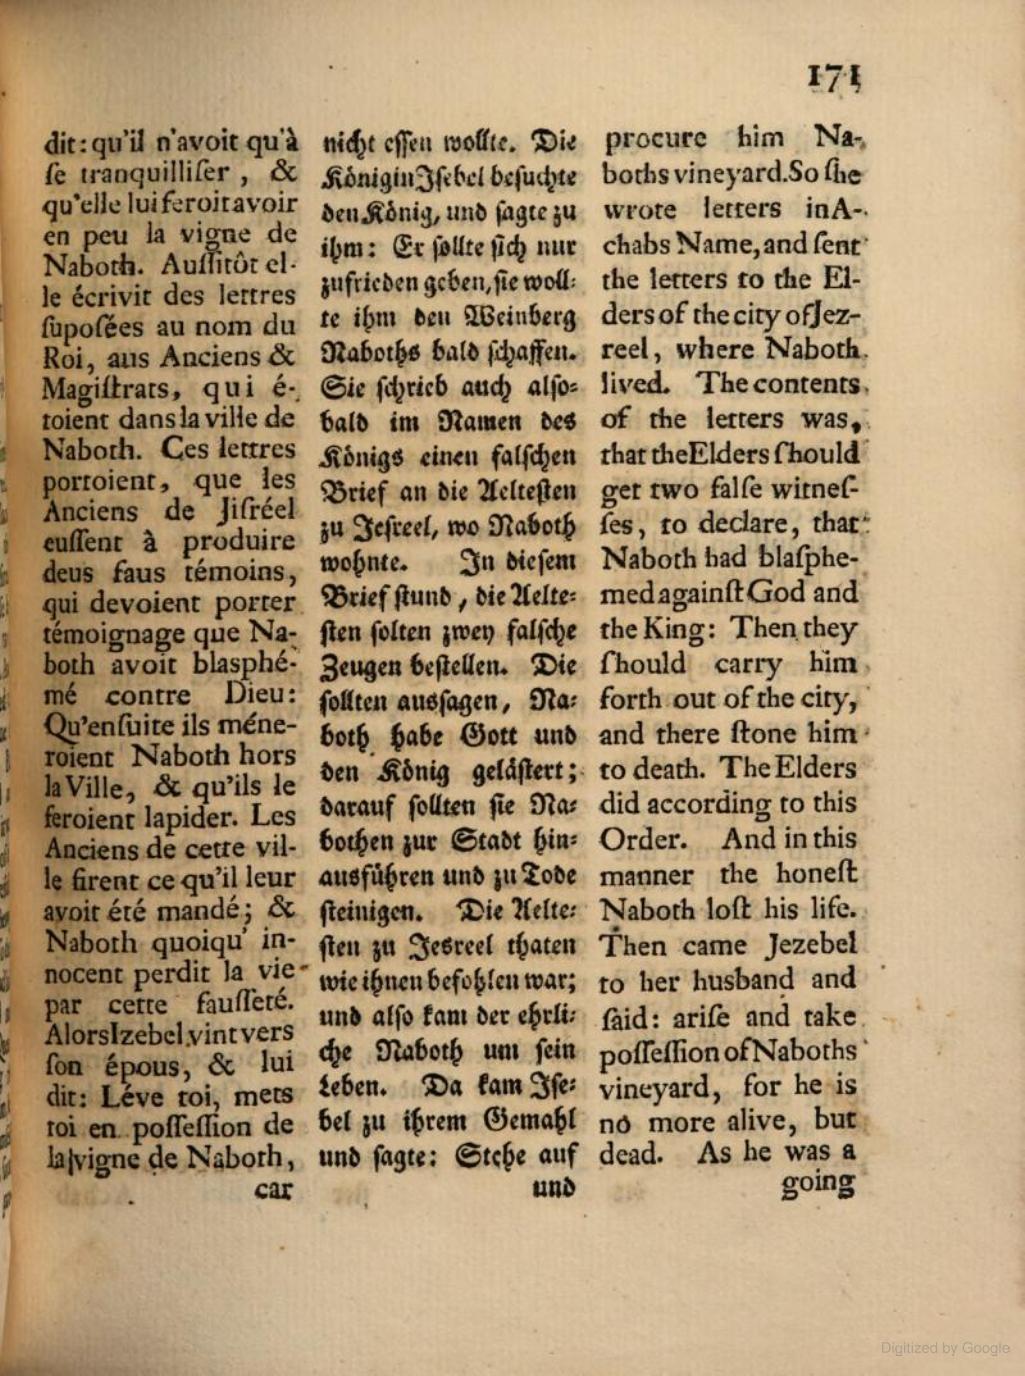 171
dit: qu'il n'avoit qu'à
ſe tranquilliſer, &
qu'elle lui feroit avoir
en peu la vigne de
Naboth. Auſſitôt el-
le écrivit des lettres
ſupoſées au nom du
Roi, aus Anciens &
Magiſtrats, qui é-
toient dans la ville de
Naboth. Ces lettres
portoient, que les
Anciens de Jiſréel
euſſent à produire
deus faus témoins,
qui devoient porter
témoignage que Na-
both avoit blasphé-
mé contre Dieu:
Qu'enſuite ils méne-
roient Naboth hors
la Ville, & qu'ils le
feroient lapider. Les
Anciens de cette vil-
le firent ce qu'il leur
avoit été mandé; &
Naboth quoiqu' in-
nocent perdit la vie
par cette fauſſeté.
Alors Izebel vint vers
ſon épous, & lui
dit: Léve toi, mets
toi en poſſeſſion de
la vigne de Naboth,
car
nicht eſſen wollte. Die
Königin Iſebel beſuchte
den König, und ſagte zu
ihm: Er ſollte ſich nur
zufrieden geben, ſie woll-
te ihm den Weinberg
Naboths bald ſchaffen.
Sie ſchrieb auch alſo-
bald im Namen des
Königs einen falſchen
Brief an die Aelteſten
zu Jeſreel, wo Naboth
wohnte. In dieſem
Brief ſtund, die Aelte-
ſten ſolten zwey falſche
Zeugen beſtellen. Die
ſollten ausſagen, Na-
both habe Gott und
den König geläſtert;
darauf ſollten ſie Na-
bothen zur Stadt hin-
ausführen und zu Tode
ſteinigen. Die Aelte-
ſten zu Jesreel thaten
wie ihnen befohlen war;
und alſo kam der ehrli-
che Naboth um ſein
Leben. Da kam Iſe-
bel zu ihrem Gemahl
und ſagte: Stehe auf
und
procure him Na-
boths vineyard. So ſhe
wrote letters in A-
chabs Name, and ſent
the letters to the El-
ders of the city of Jez-
reel, where Naboth
lived. The contents
of the letters was,
that the Elders ſhould
get two falſe witneſ-
ſes, to declare, that
Naboth had blaſphe-
med againſt God and
the King: Then they
ſhould carry him
forth out of the city,
and there ſtone him
to death. The Elders
did according to this
Order. And in this
manner the honeſt
Naboth loſt his life.
Then came Jezebel
to her husband and
ſaid: ariſe and take
poſſeſſion of Naboths
vineyard, for he is
no more alive, but
dead. As he was a
going
Digitized by Google